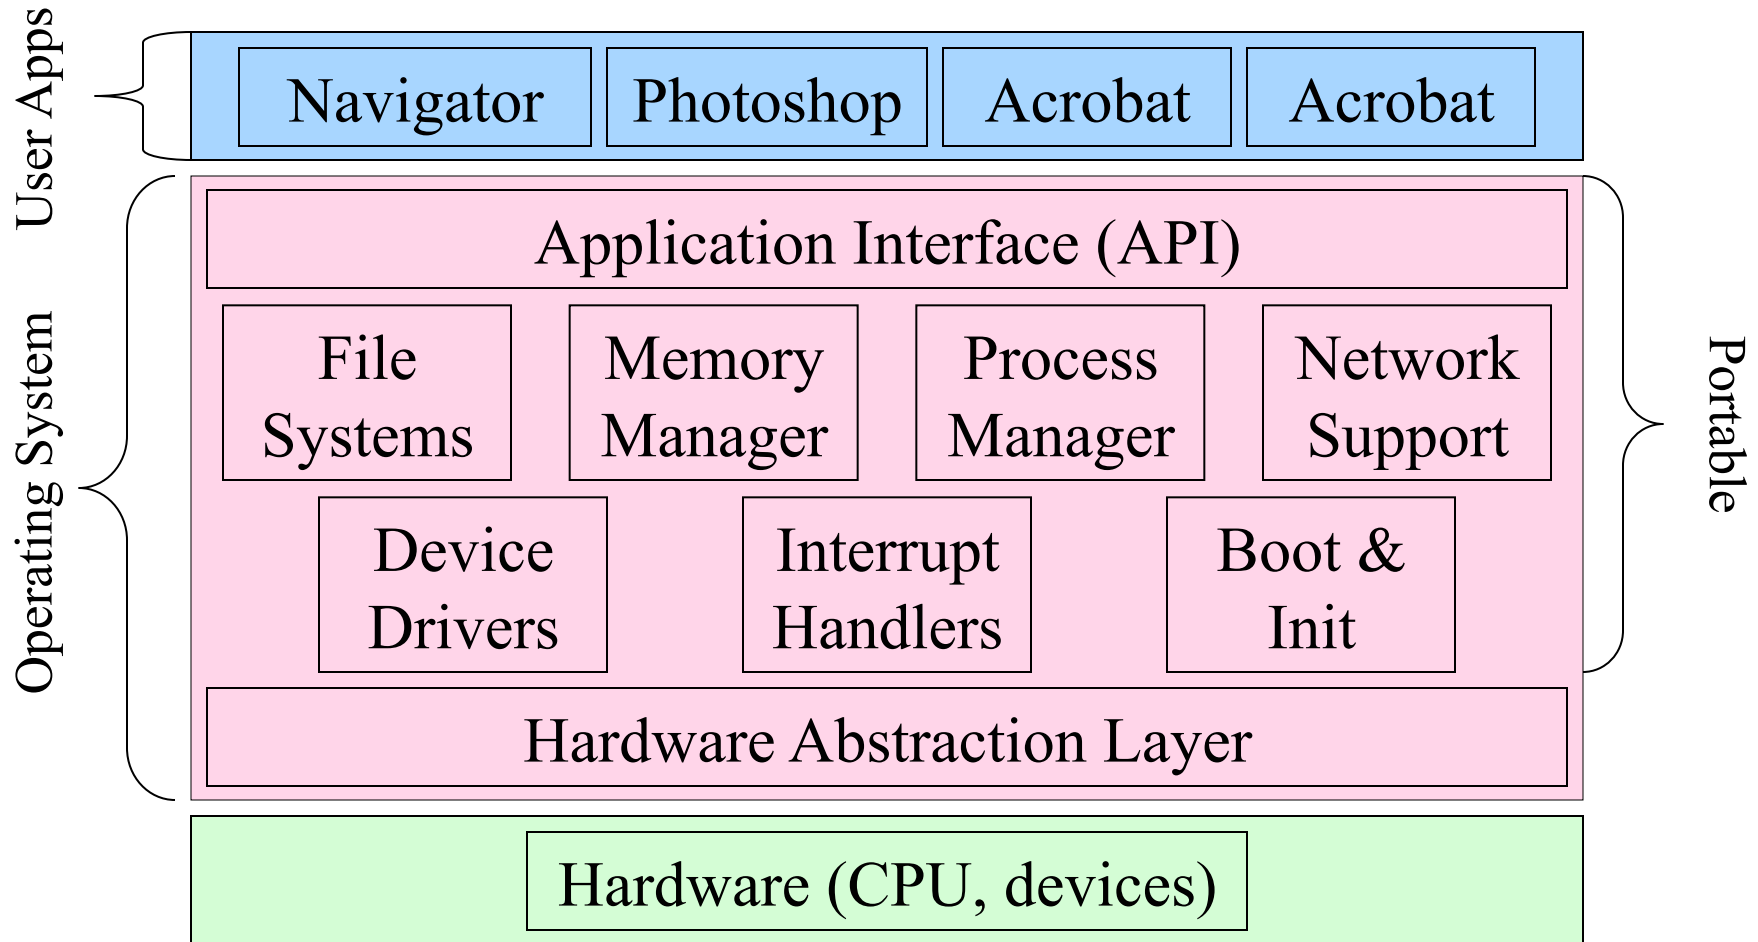 User Apps
Navigator
Photoshop
Acrobat
Acrobat
Operating System
Application Interface (API)
File
Systems
Memory
Manager
Process
Manager
Network
Support
Portable
Device
Drivers
Interrupt
Handlers
Boot &
Init
Hardware Abstraction Layer
Hardware (CPU, devices)